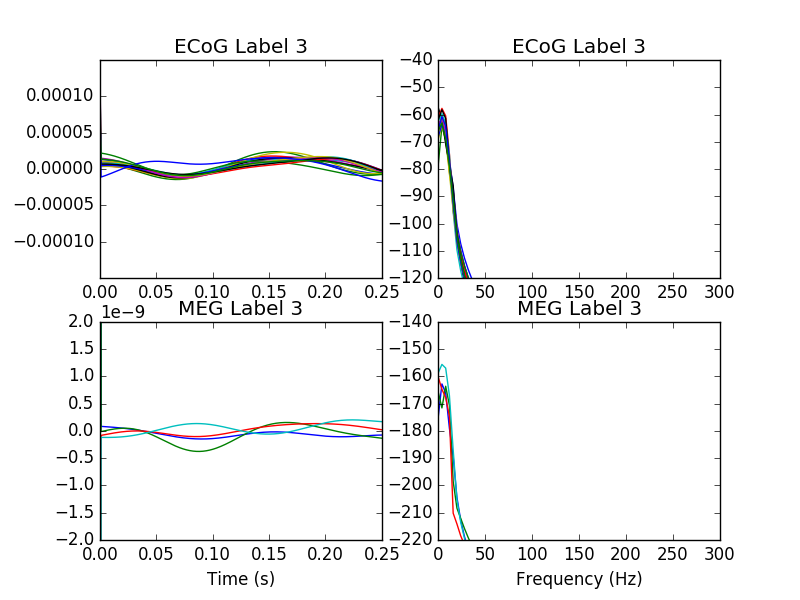 ECoG Label 3
0.00010
0.00005
0.00000
−0.00005
−0.00010
0.00 0.05 0.10 0.15 0.20 0.25
ECoG Label 3
−40
−50
−60
−70
−80
−90
−100
−110
−120
0 50 100 150 200 250 300
MEG Label 3
1e−9
2.0
1.5
1.0
0.5
0.0
−0.5
−1.0
−1.5
−2.0
0.00 0.05 0.10 0.15 0.20 0.25
Time (s)
MEG Label 3
−140
−150
−160
−170
−180
−190
−200
−210
−220
0 50 100 150 200 250 300
Frequency (Hz)